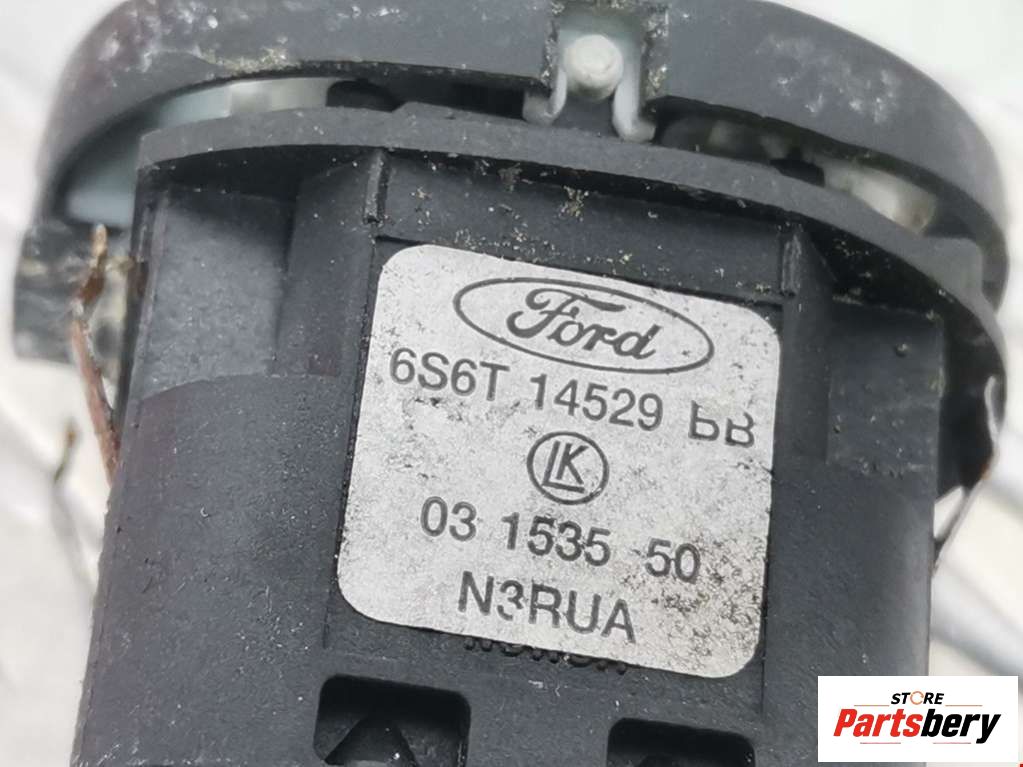 Ford
6S6T 14529 BB
LK
03 1535 50
N3RUA
STORE
Partsbery